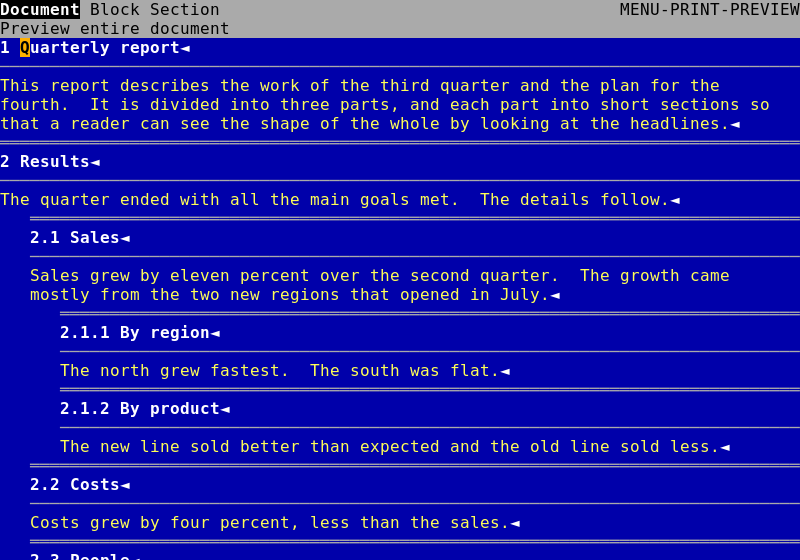 Document Block Section MENU-PRINT-PREVIEW
Preview entire document
1 Quarterly report◄
This report describes the work of the third quarter and the plan for the
fourth.  It is divided into three parts, and each part into short sections so
that a reader can see the shape of the whole by looking at the headlines.◄
2 Results◄
The quarter ended with all the main goals met.  The details follow.◄
2.1 Sales◄
Sales grew by eleven percent over the second quarter.  The growth came
mostly from the two new regions that opened in July.◄
2.1.1 By region◄
The north grew fastest.  The south was flat.◄
2.1.2 By product◄
The new line sold better than expected and the old line sold less.◄
2.2 Costs◄
Costs grew by four percent, less than the sales.◄
2.3 People◄